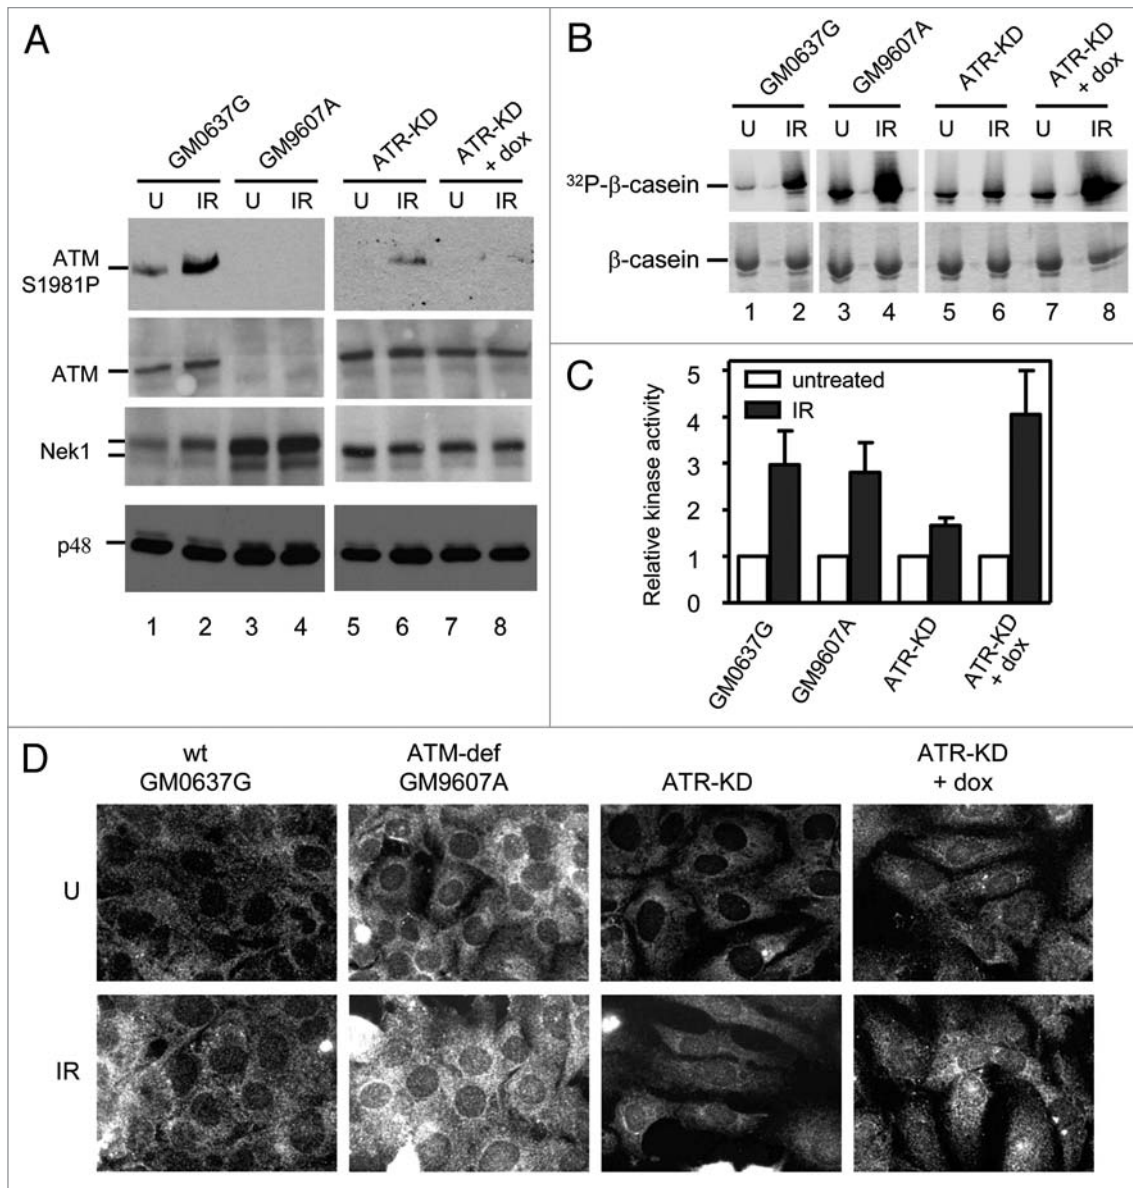 A
GM0637G
GM9607A
ATR-KD
ATR-KD
+ dox
U IR U IR U IR U IR
ATM
S1981P
ATM
Nek1
p48
1 2 3 4 5 6 7 8
B
GM0637G
GM9607A
ATR-KD
ATR-KD
+ dox
U IR U IR U IR U IR
32P-β-casein
β-casein
1 2 3 4 5 6 7 8
C
Relative kinase activity
5
4
3
2
1
0
untreated
IR
GM0637G
GM9607A
ATR-KD
ATR-KD
+ dox
D
wt
GM0637G
ATM-def
GM9607A
ATR-KD
ATR-KD
+ dox
U
IR